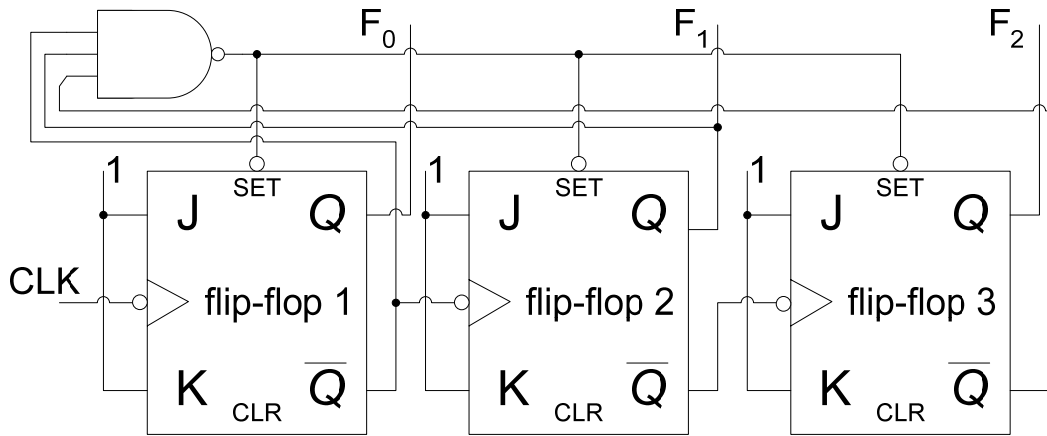 F0 F1 F2
1 SET J Q CLK flip-flop 1 K Q CLR
1 SET J Q flip-flop 2 K Q CLR
1 SET J Q flip-flop 3 K Q CLR